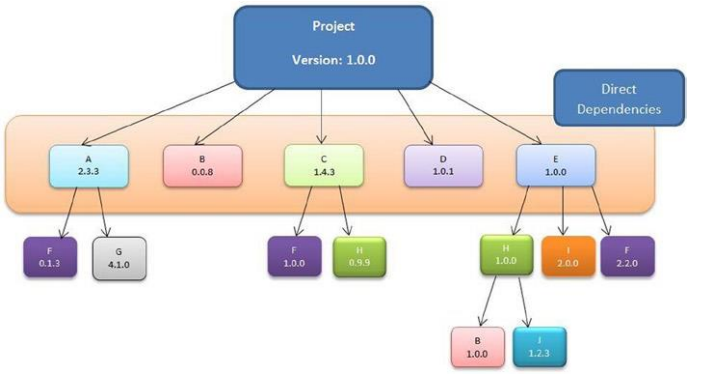 Project
Version: 1.0.0
Direct
Dependencies
A
2.3.3
B
0.0.8
C
1.4.3
D
1.0.1
E
1.0.0
F
0.1.3
G
4.1.0
F
1.0.0
H
0.9.9
H
1.0.0
I
2.0.0
F
2.2.0
B
1.0.0
J
1.2.3